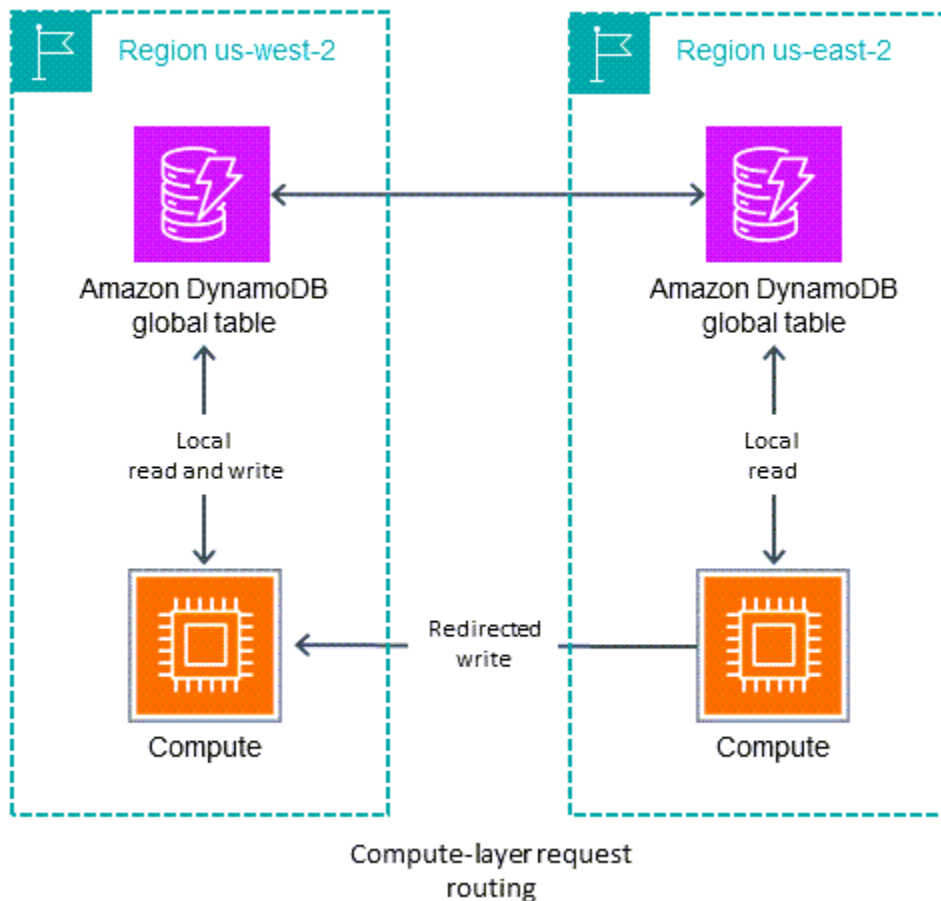 Region us-west-2
Region us-east-2
Amazon DynamoDB
global table
Amazon DynamoDB
global table
Local
read and write
Local
read
Redirected
write
Compute
Compute
Compute-layer request
routing